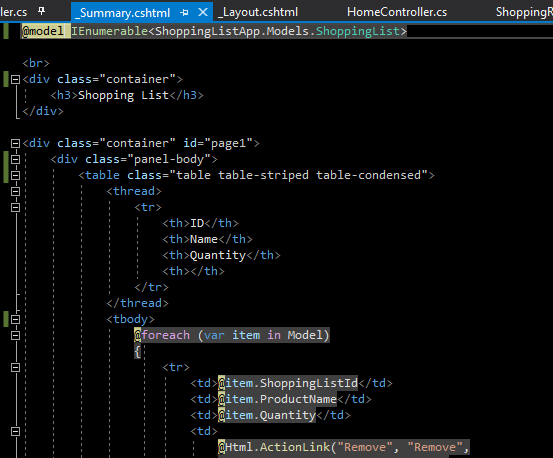 ler.cs
_Summary.cshtml
_Layout.cshtml
HomeController.cs
ShoppingR
@model IEnumerable<ShoppingListApp.Models.ShoppingList>
<br>
<div class="container">
<h3>Shopping List</h3>
</div>
<div class="container" id="page1">
<div class="panel-body">
<table class="table table-striped table-condensed">
<thread>
<tr>
<th>ID</th>
<th>Name</th>
<th>Quantity</th>
<th></th>
</tr>
</thread>
<tbody>
@foreach (var item in Model)
{
<tr>
<td>@item.ShoppingListId</td>
<td>@item.ProductName</td>
<td>@item.Quantity</td>
<td>
@Html.ActionLink("Remove", "Remove",